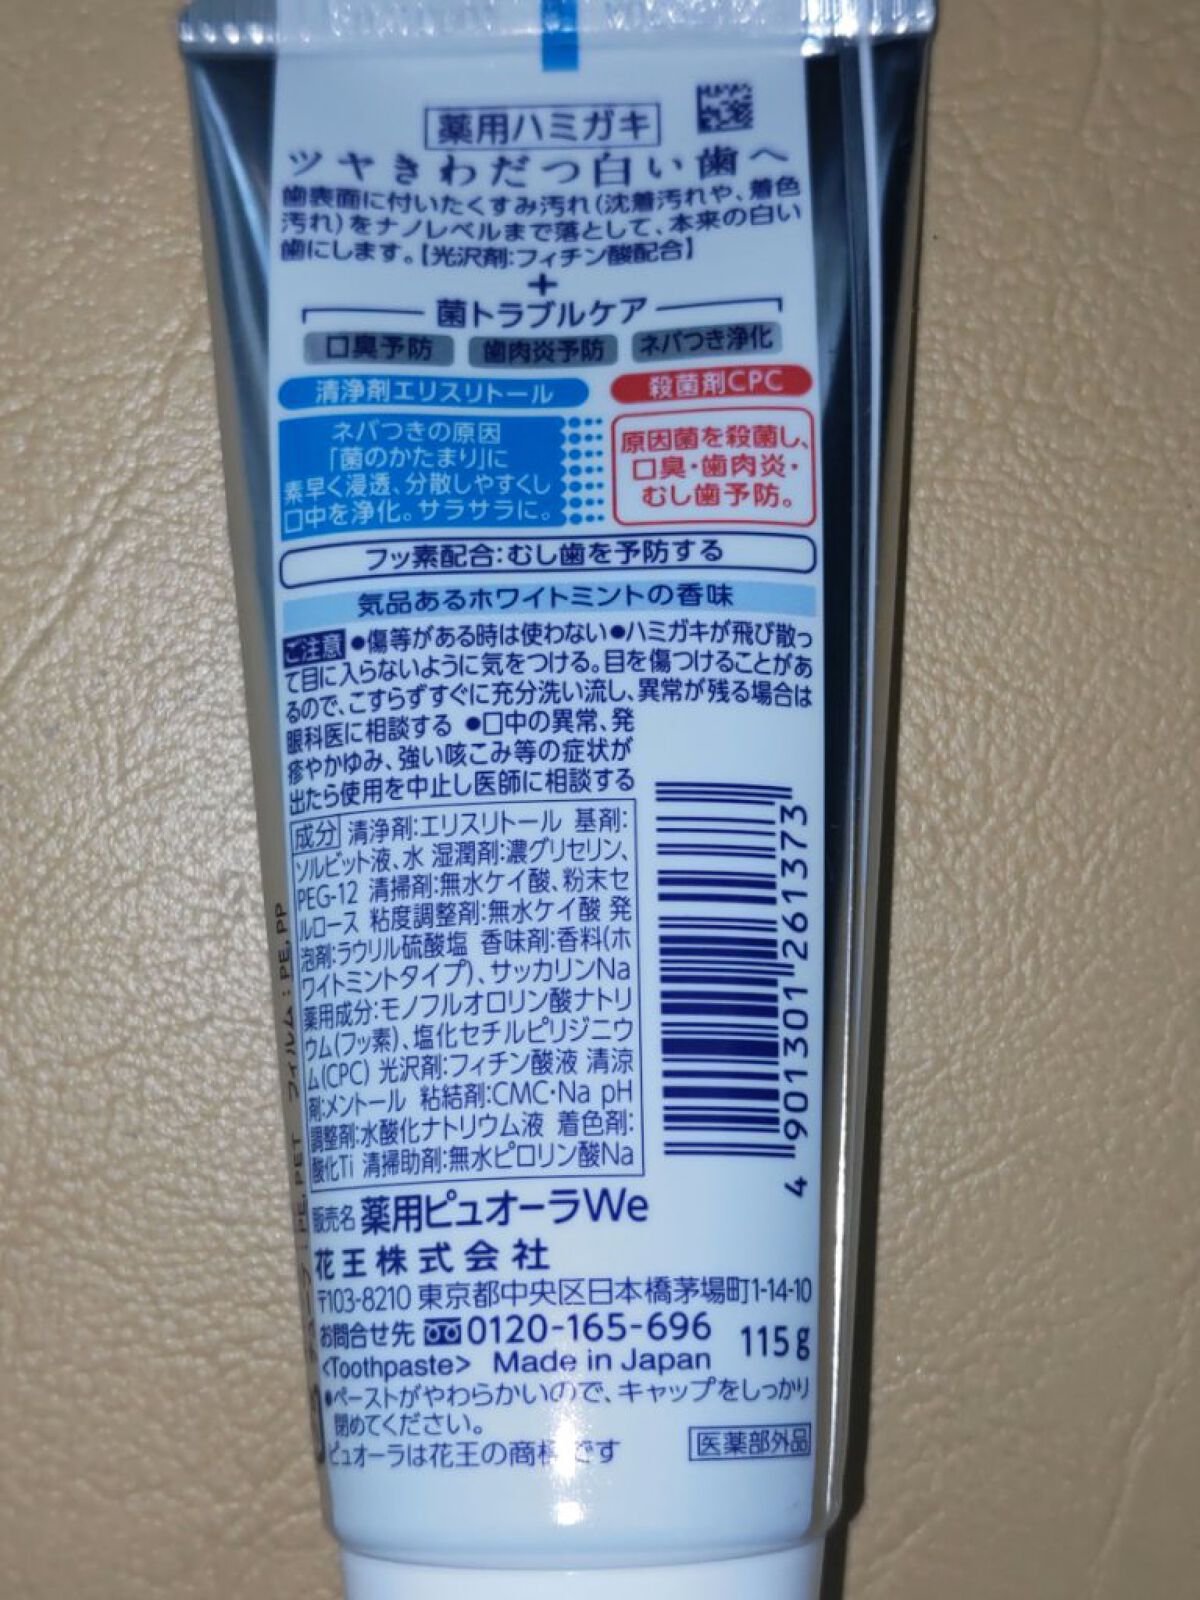 薬用ハミガキ
ツヤきわだつ白い歯へ
歯表面に付いたくすみ汚れ(沈着汚れや、着色
汚れ)をナノレベルまで落として、本来の白い
歯にします。【光沢剤:フィチン酸配合】
+
菌トラブルケア
口臭予防 歯肉炎予防 ネバつき浄化
清浄剤エリスリトール
ネバつきの原因
「菌のかたまり」に
素早く浸透、分散しやすくし
口中を浄化。サラサラに。
殺菌剤CPC
原因菌を殺菌し、
口臭・歯肉炎・
むし歯予防。
フッ素配合:むし歯を予防する
気品あるホワイトミントの香味
ご注意 ●傷等がある時は使わない●ハミガキが飛び散っ
て目に入らないように気をつける。目を傷つけることがあ
るので、こすらずすぐに充分洗い流し、異常が残る場合は
眼科医に相談する ●口中の異常、発
疹やかゆみ、強い咳こみ等の症状が
出たら使用を中止し医師に相談する
成分 清浄剤:エリスリトール 基剤:
ソルビット液、水 湿潤剤:濃グリセリン、
PEG-12 清掃剤:無水ケイ酸、粉末セ
ルロース 粘度調整剤:無水ケイ酸 発
泡剤:ラウリル硫酸塩 香味剤:香料(ホ
ワイトミントタイプ)、サッカリンNa
薬用成分:モノフルオロリン酸ナトリ
ウム(フッ素)、塩化セチルピリジニウ
ム(CPC) 光沢剤:フィチン酸液 清涼
剤:メントール 粘結剤:CMC・Na pH
調整剤:水酸化ナトリウム液 着色剤:
酸化Ti 清掃助剤:無水ピロリン酸Na
4 901301 261373
販売名 薬用ピュオーラWe
花王株式会社
〒103-8210 東京都中央区日本橋茅場町1-14-10
お問合せ先 0120-165-696 115g
<Toothpaste> Made in Japan
●ペーストがやわらかいので、キャップをしっかり
閉めてください。
ピュオーラは花王の商標です
医薬部外品
PE, PET フィルム:PE, PP